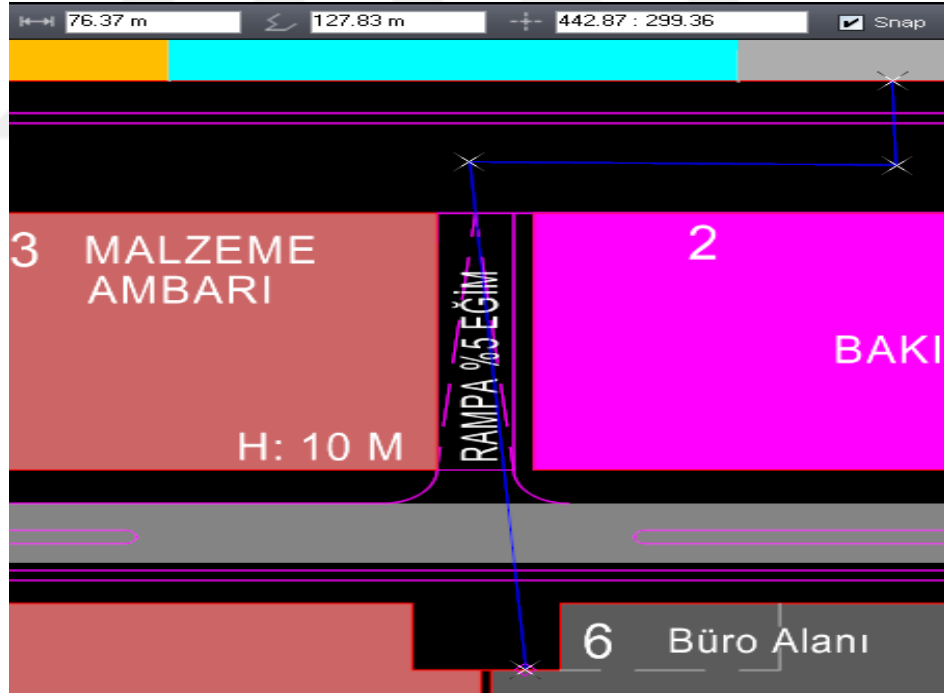 76.37 m
127.83 m
442.87 : 299.36
Snap
3 MALZEME
AMBARI
H: 10 M
RAMPA %5 EĞİM
2
BAKI
6 Büro Alanı